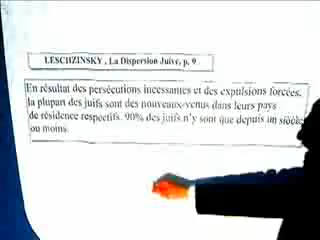 LESCHZINSKY , La Dispersion Juive, p. 9
En résultat des persécutions incessantes et des expulsions forcées,
la plupart des juifs sont des nouveaux-venus dans leurs pays
de résidence respectifs. 90% des juifs n'y sont que depuis un siècle
ou moins.